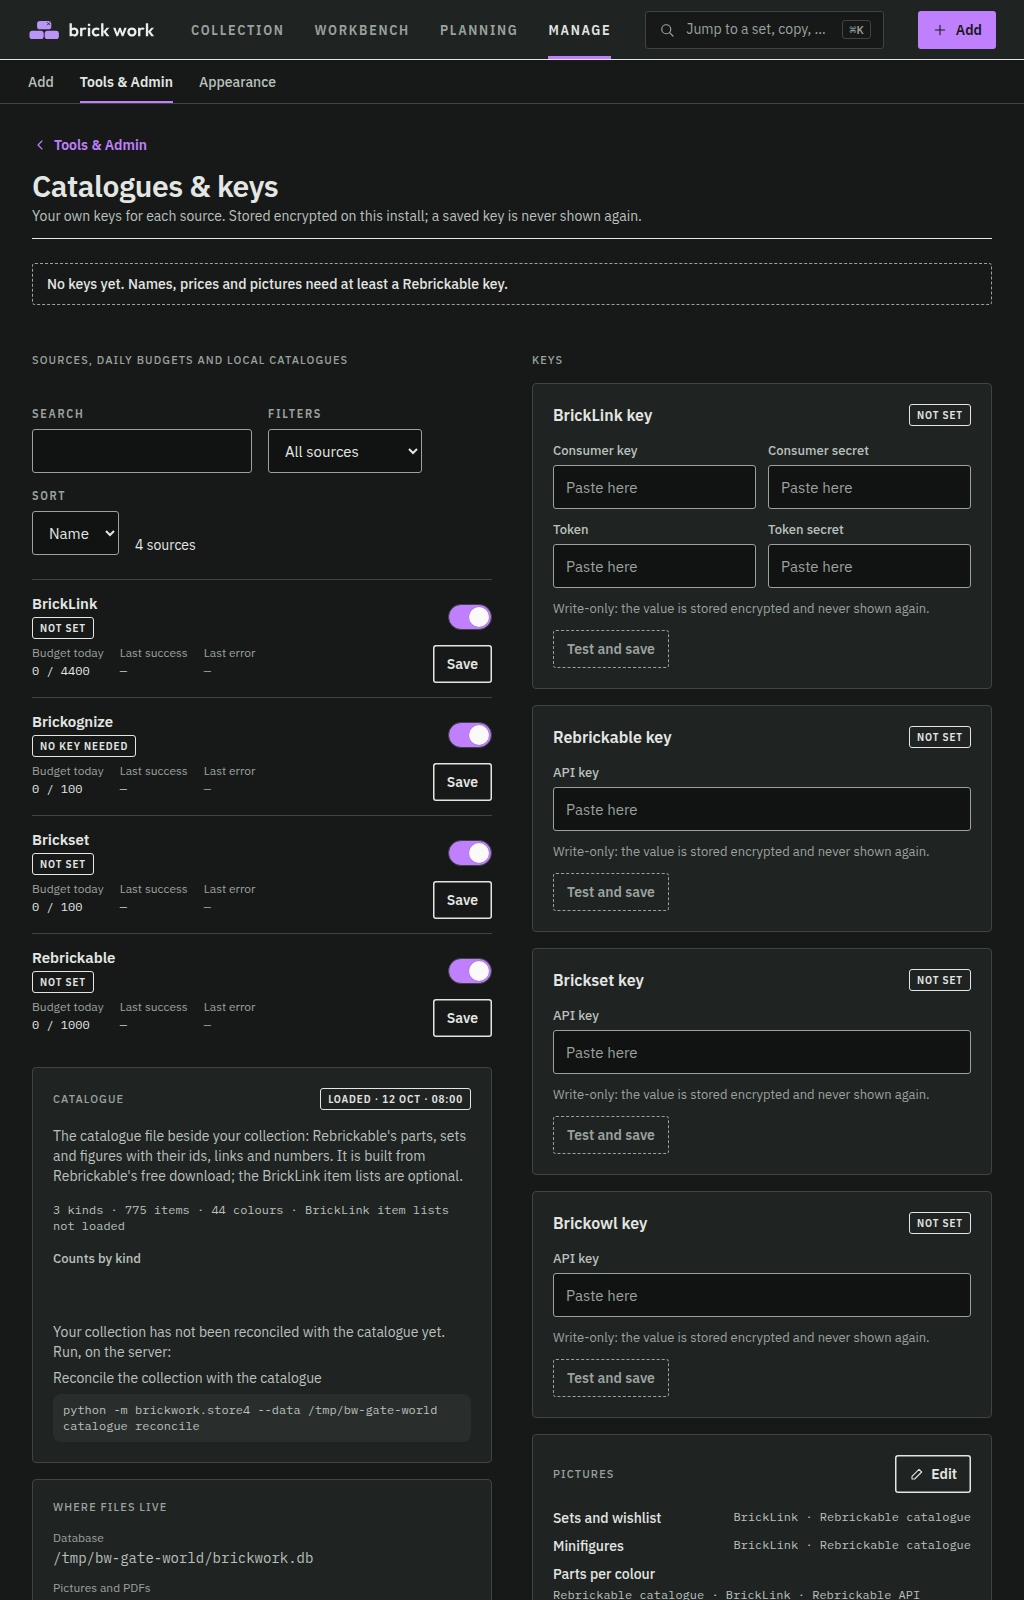 brick work
COLLECTION
WORKBENCH
PLANNING
MANAGE
Jump to a set, copy, ...
⌘K
Add
Add
Tools & Admin
Appearance
Tools & Admin
Catalogues & keys
Your own keys for each source. Stored encrypted on this install; a saved key is never shown again.
No keys yet. Names, prices and pictures need at least a Rebrickable key.
SOURCES, DAILY BUDGETS AND LOCAL CATALOGUES
SEARCH
FILTERS
All sources
SORT
Name
4 sources
BrickLink
NOT SET
Budget today
Last success
Last error
0 / 4400
–
–
Save
Brickognize
NO KEY NEEDED
Budget today
Last success
Last error
0 / 100
–
–
Save
Brickset
NOT SET
Budget today
Last success
Last error
0 / 100
–
–
Save
Rebrickable
NOT SET
Budget today
Last success
Last error
0 / 1000
–
–
Save
CATALOGUE
LOADED · 12 OCT · 08:00
The catalogue file beside your collection: Rebrickable's parts, sets
and figures with their ids, links and numbers. It is built from
Rebrickable's free download; the BrickLink item lists are optional.
3 kinds · 775 items · 44 colours · BrickLink item lists
not loaded
Counts by kind
Your collection has not been reconciled with the catalogue yet.
Run, on the server:
Reconcile the collection with the catalogue
python -m brickwork.store4 --data /tmp/bw-gate-world
catalogue reconcile
WHERE FILES LIVE
Database
/tmp/bw-gate-world/brickwork.db
Pictures and PDFs
KEYS
BrickLink key
NOT SET
Consumer key
Consumer secret
Paste here
Paste here
Token
Token secret
Paste here
Paste here
Write-only: the value is stored encrypted and never shown again.
Test and save
Rebrickable key
NOT SET
API key
Paste here
Write-only: the value is stored encrypted and never shown again.
Test and save
Brickset key
NOT SET
API key
Paste here
Write-only: the value is stored encrypted and never shown again.
Test and save
Brickowl key
NOT SET
API key
Paste here
Write-only: the value is stored encrypted and never shown again.
Test and save
PICTURES
Edit
Sets and wishlist
BrickLink · Rebrickable catalogue
Minifigures
BrickLink · Rebrickable catalogue
Parts per colour
Rebrickable catalogue · BrickLink · Rebrickable API